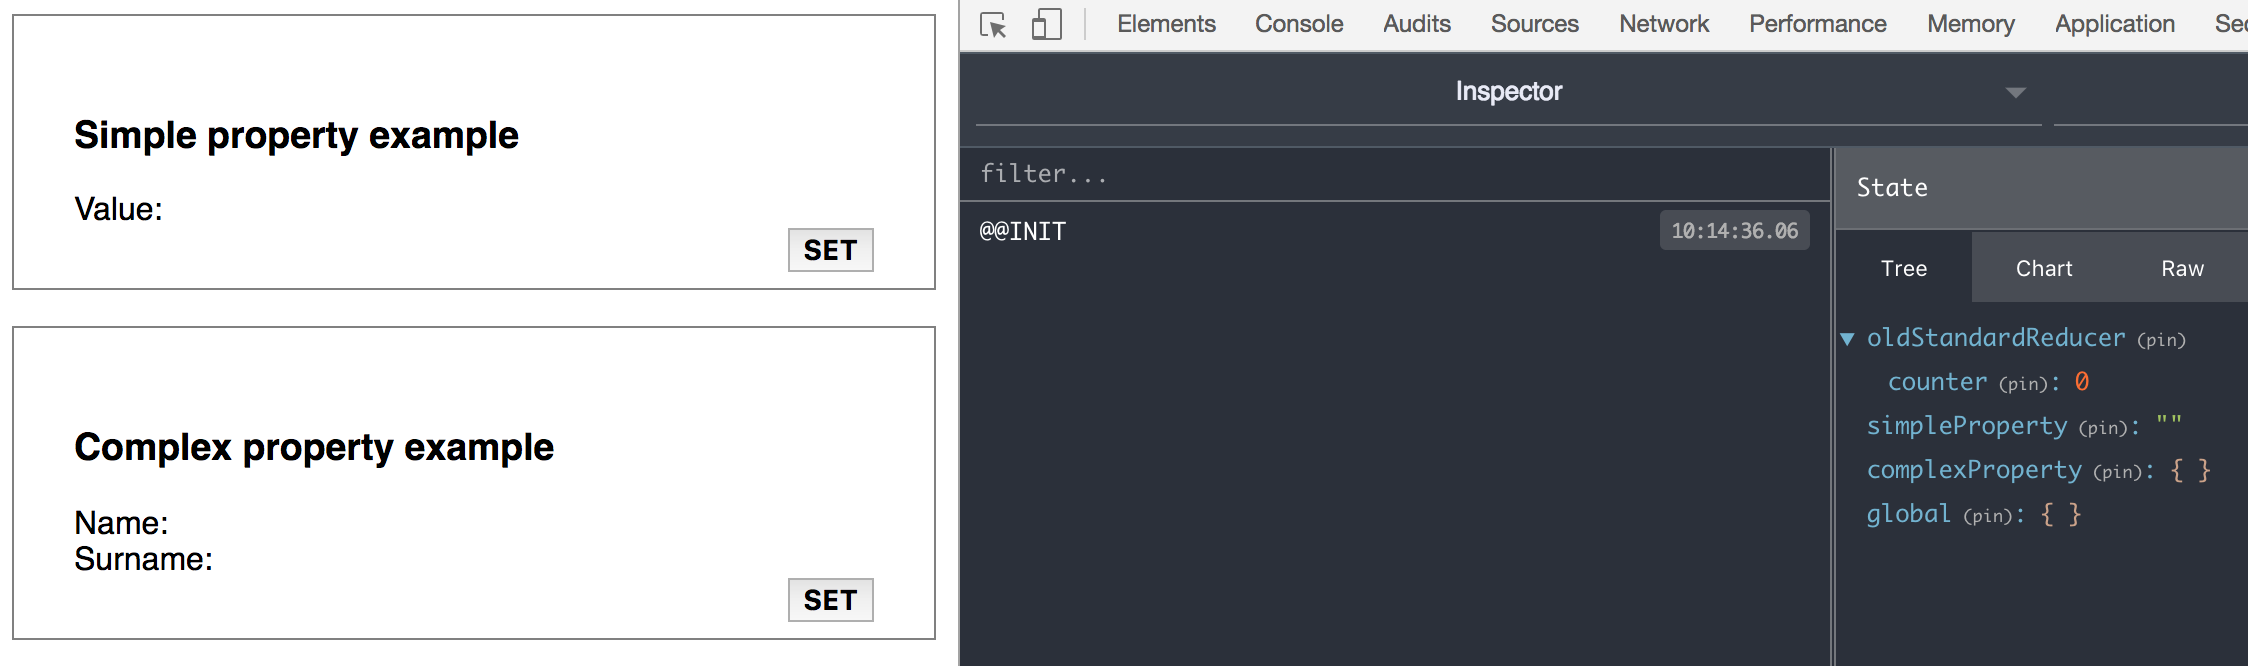 Simple property example
Value:
SET
Complex property example
Name:
Surname:
SET
Elements Console Audits Sources Network Performance Memory Application
Inspector
filter...
@@INIT 10:14:36.06
State
Tree Chart Raw
▼ oldStandardReducer (pin)
counter (pin): 0
simpleProperty (pin): ""
complexProperty (pin): { }
global (pin): { }